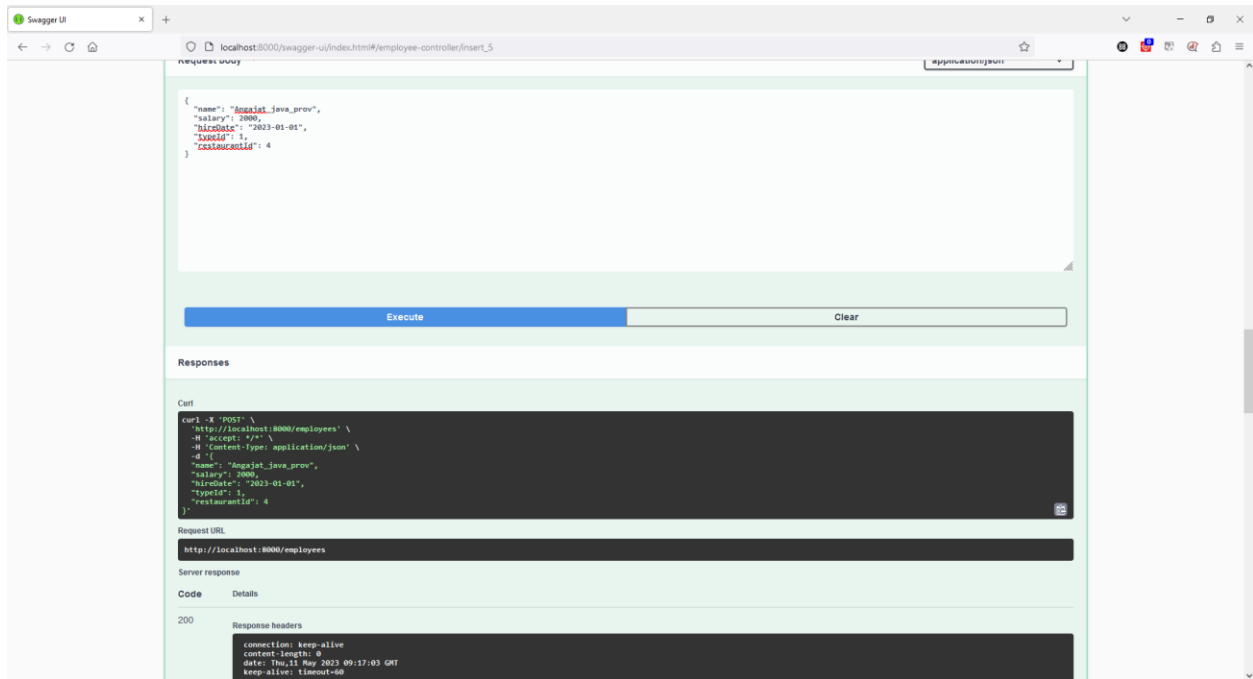 Swagger UI
localhost:8000/swagger-ui/index.html#/employee-controller/insert_5
Request body
application/json
{
"name": "Angajat_java_prov",
"salary": 2000,
"hireDate": "2023-01-01",
"typeId": 1,
"restaurantId": 4
}
Execute
Clear
Responses
Curl
curl -X 'POST' \
'http://localhost:8000/employees' \
-H 'accept: */*' \
-H 'Content-Type: application/json' \
-d '{
"name": "Angajat_java_prov",
"salary": 2000,
"hireDate": "2023-01-01",
"typeId": 1,
"restaurantId": 4
}'
Request URL
http://localhost:8000/employees
Server response
Code Details
200
Response headers
connection: keep-alive
content-length: 0
date: Thu,11 May 2023 09:17:03 GMT
keep-alive: timeout=60